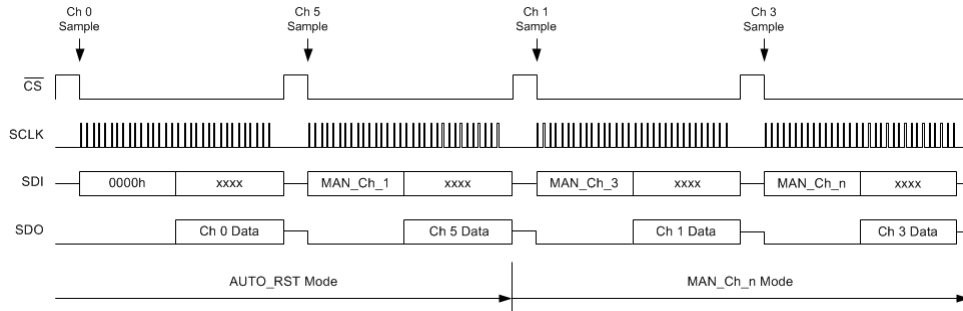 Ch 0 Ch 5 Ch 1 Ch 3
Sample Sample Sample Sample
CS
SCLK
SDI 0000h xxxx MAN_Ch_1 xxxx MAN_Ch_3 xxxx MAN_Ch_n xxxx
SDO Ch 0 Data Ch 5 Data Ch 1 Data Ch 3 Data
AUTO_RST Mode MAN_Ch_n Mode